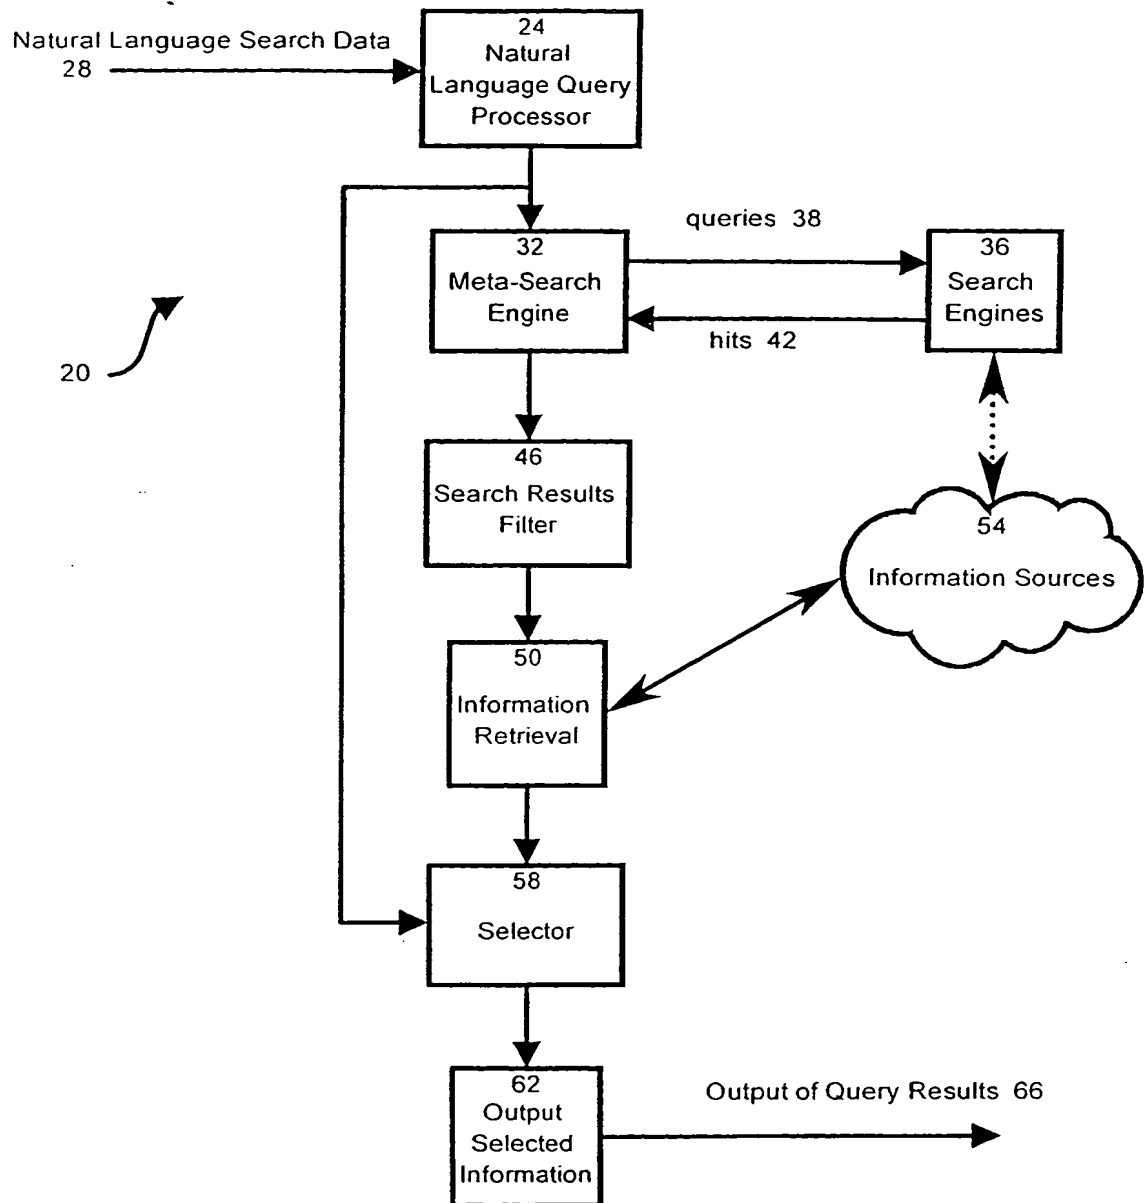 Natural Language Search Data
28
24
Natural
Language Query
Processor
queries 38
32
Meta-Search
Engine
36
Search
Engines
hits 42
20
46
Search Results
Filter
54
Information Sources
50
Information
Retrieval
58
Selector
62
Output
Selected
Information
Output of Query Results 66